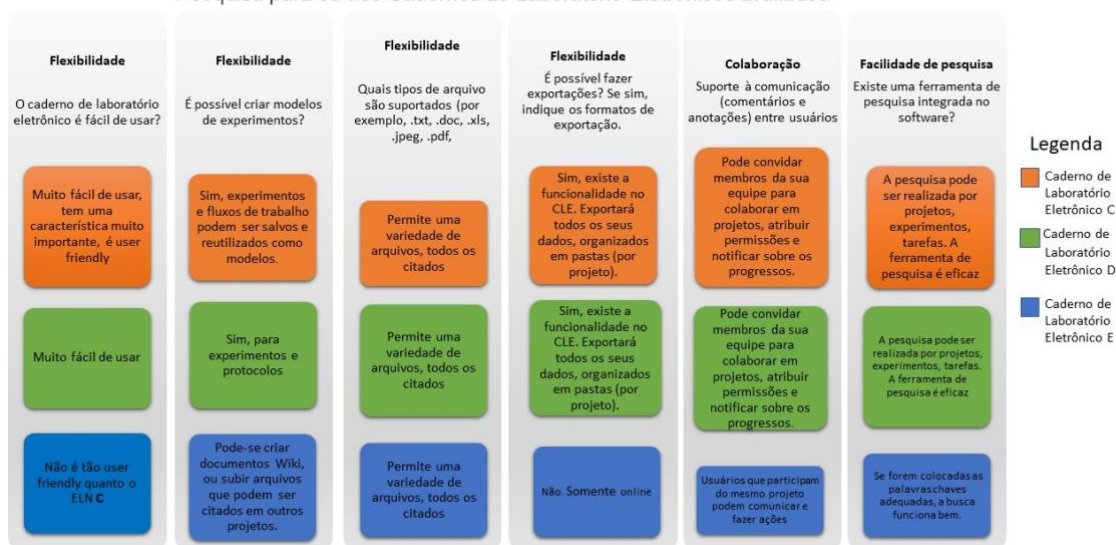 Flexibilidade
O caderno de laboratório
eletrônico é fácil de usar?
Muito fácil de usar,
tem uma
característica muito
importante, é user
friendly
Muito fácil de usar
Não é tão user
friendly quanto o
ELN C
Flexibilidade
É possível criar modelos
de experimentos?
Sim, experimentos
e fluxos de trabalho
podem ser salvos e
reutilizados como
modelos.
Sim, para
experimentos e
protocolos
Pode-se criar
documentos Wiki,
ou subir arquivos
que podem ser
citados em outros
projetos.
Flexibilidade
Quais tipos de arquivo
são suportados (por
exemplo, .txt, .doc, .xls,
.jpeg, .pdf,
Permite uma
variedade de
arquivos, todos os
citados
Permite uma
variedade de
arquivos, todos os
citados
Permite uma
variedade de
arquivos, todos os
citados
Flexibilidade
É possível fazer
exportações? Se sim,
indique os formatos de
exportação.
Sim, existe a
funcionalidade no
CLE. Exportará
todos os seus
dados, organizados
em pastas (por
projeto).
Sim, existe a
funcionalidade no
CLE. Exportará
todos os seus
dados, organizados
em pastas (por
projeto).
Não. Somente online
Colaboração
Suporte à comunicação
(comentários e
anotações) entre usuários
Pode convidar
membros da sua
equipe para
colaborar em
projetos, atribuir
permissões e
notificar sobre os
progressos.
Pode convidar
membros da sua
equipe para
colaborar em
projetos, atribuir
permissões e
notificar sobre os
progressos.
Usuários que participam
do mesmo projeto
podem comunicar e
fazer ações
Facilidade de pesquisa
Existe uma ferramenta de
pesquisa integrada no
software?
A pesquisa pode
ser realizada por
projetos,
experimentos,
tarefas. A
ferramenta de
pesquisa é eficaz
A pesquisa pode ser
realizada por projetos,
experimentos, tarefas.
A ferramenta de
pesquisa é eficaz
Se forem colocadas as
palavras chaves
adequadas, a busca
funciona bem.
Legenda
Caderno de
Laboratório
Eletrônico C
Caderno de
Laboratório
Eletrônico D
Caderno de
Laboratório
Eletrônico E